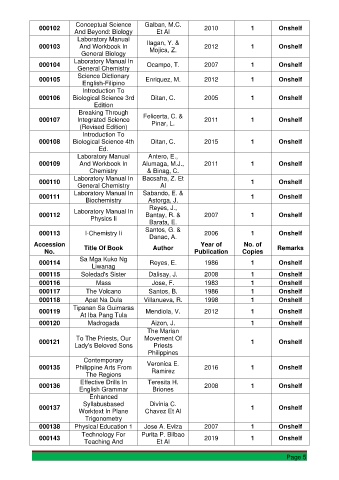 000102 Conceptual Science And Beyond: Biology Galban, M.C. Et Al 2010 1 Onshelf
000103 Laboratory Manual And Workbook In General Biology Ilagan, Y. & Mojica, Z. 2012 1 Onshelf
000104 Laboratory Manual In General Chemistry Ocampo, T. 2007 1 Onshelf
000105 Science Dictionary English-Filipino Enriquez, M. 2012 1 Onshelf
000106 Introduction To Biological Science 3rd Edition Ditan, C. 2005 1 Onshelf
000107 Breaking Through Integrated Science (Revised Edition) Felicerta, C. & Pinar, L. 2011 1 Onshelf
000108 Introduction To Biological Science 4th Ed. Ditan, C. 2015 1 Onshelf
000109 Laboratory Manual And Workbook In Chemistry Antero, E., Alumaga, M.J., & Binag, C. 2011 1 Onshelf
000110 Laboratory Manual In General Chemistry Bacsafra, Z. Et Al 1 Onshelf
000111 Laboratory Manual In Biochemistry Sabando, E. & Astorga, J. 1 Onshelf
000112 Laboratory Manual In Physics II Reyes, J., Bantay, R. & Barata, E. 2007 1 Onshelf
000113 I-Chemistry Ii Santos, G. & Danac, A. 2006 1 Onshelf
Accession No. Title Of Book Author Year of Publication No. of Copies Remarks
000114 Sa Mga Kuko Ng Liwanag Reyes, E. 1986 1 Onshelf
000115 Soledad's Sister Dalisay, J. 2008 1 Onshelf
000116 Mass Jose, F. 1983 1 Onshelf
000117 The Volcano Santos, B. 1986 1 Onshelf
000118 Apat Na Dula Villanueva, R. 1998 1 Onshelf
000119 Tipanan Sa Guimaras At Iba Pang Tula Mendiola, V. 2012 1 Onshelf
000120 Madrogada Aizon, J. 1 Onshelf
000121 To The Priests, Our Lady's Beloved Sons The Marian Movement Of Priests Philippines 1 Onshelf
000135 Contemporary Philippine Arts From The Regions Veronica E. Ramirez 2016 1 Onshelf
000136 Effective Drills In English Grammar Teresita H. Briones 2008 1 Onshelf
000137 Enhanced Syllabusbased Worktext In Plane Trigonometry Divinia C. Chavez Et Al 1 Onshelf
000138 Physical Education 1 Jose A. Evlza 2007 1 Onshelf
000143 Technology For Teaching And Purita P. Bilbao Et Al 2019 1 Onshelf